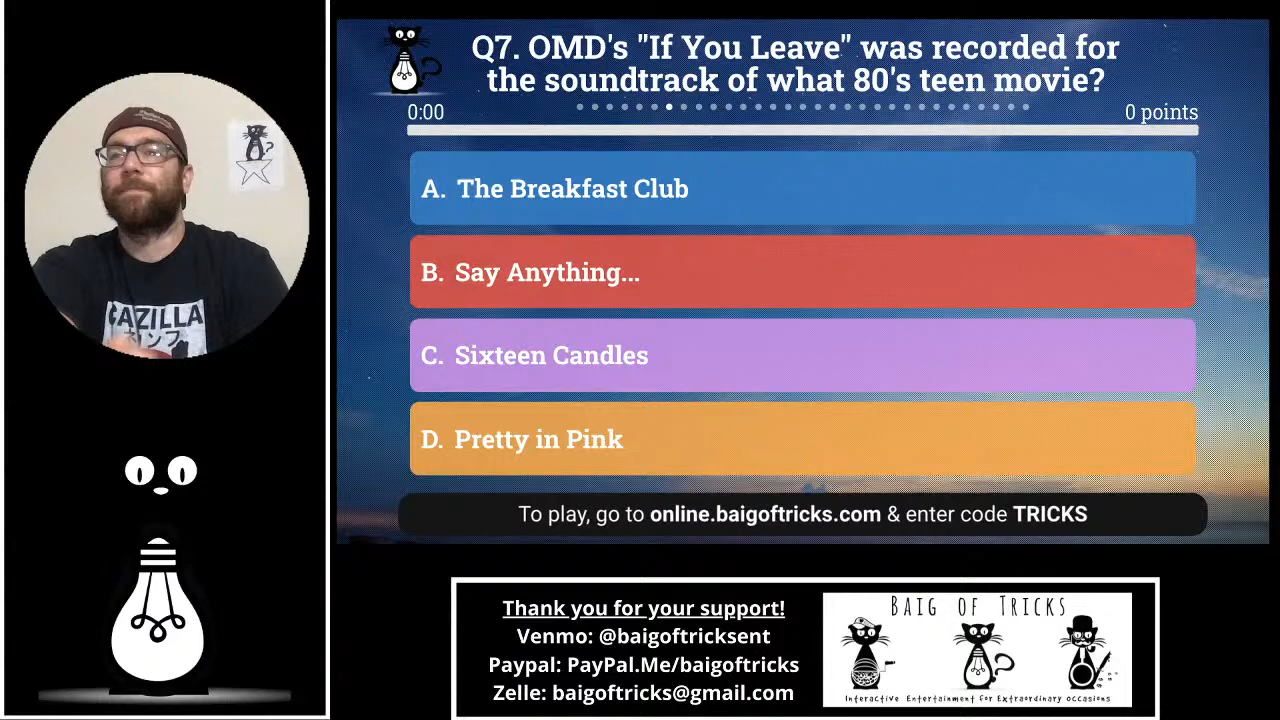 Q7. OMD's "If You Leave" was recorded for
the soundtrack of what 80's teen movie?
0:00
0 points
A. The Breakfast Club
B. Say Anything...
C. Sixteen Candles
D. Pretty in Pink
To play, go to online.baigoftricks.com & enter code TRICKS
Thank you for your support!
Venmo: @baigoftricksent
Paypal: PayPal.Me/baigoftricks
Zelle: baigoftricks@gmail.com
BAIG OF TRICKS
Interactive Entertainment for Extraordinary occasions